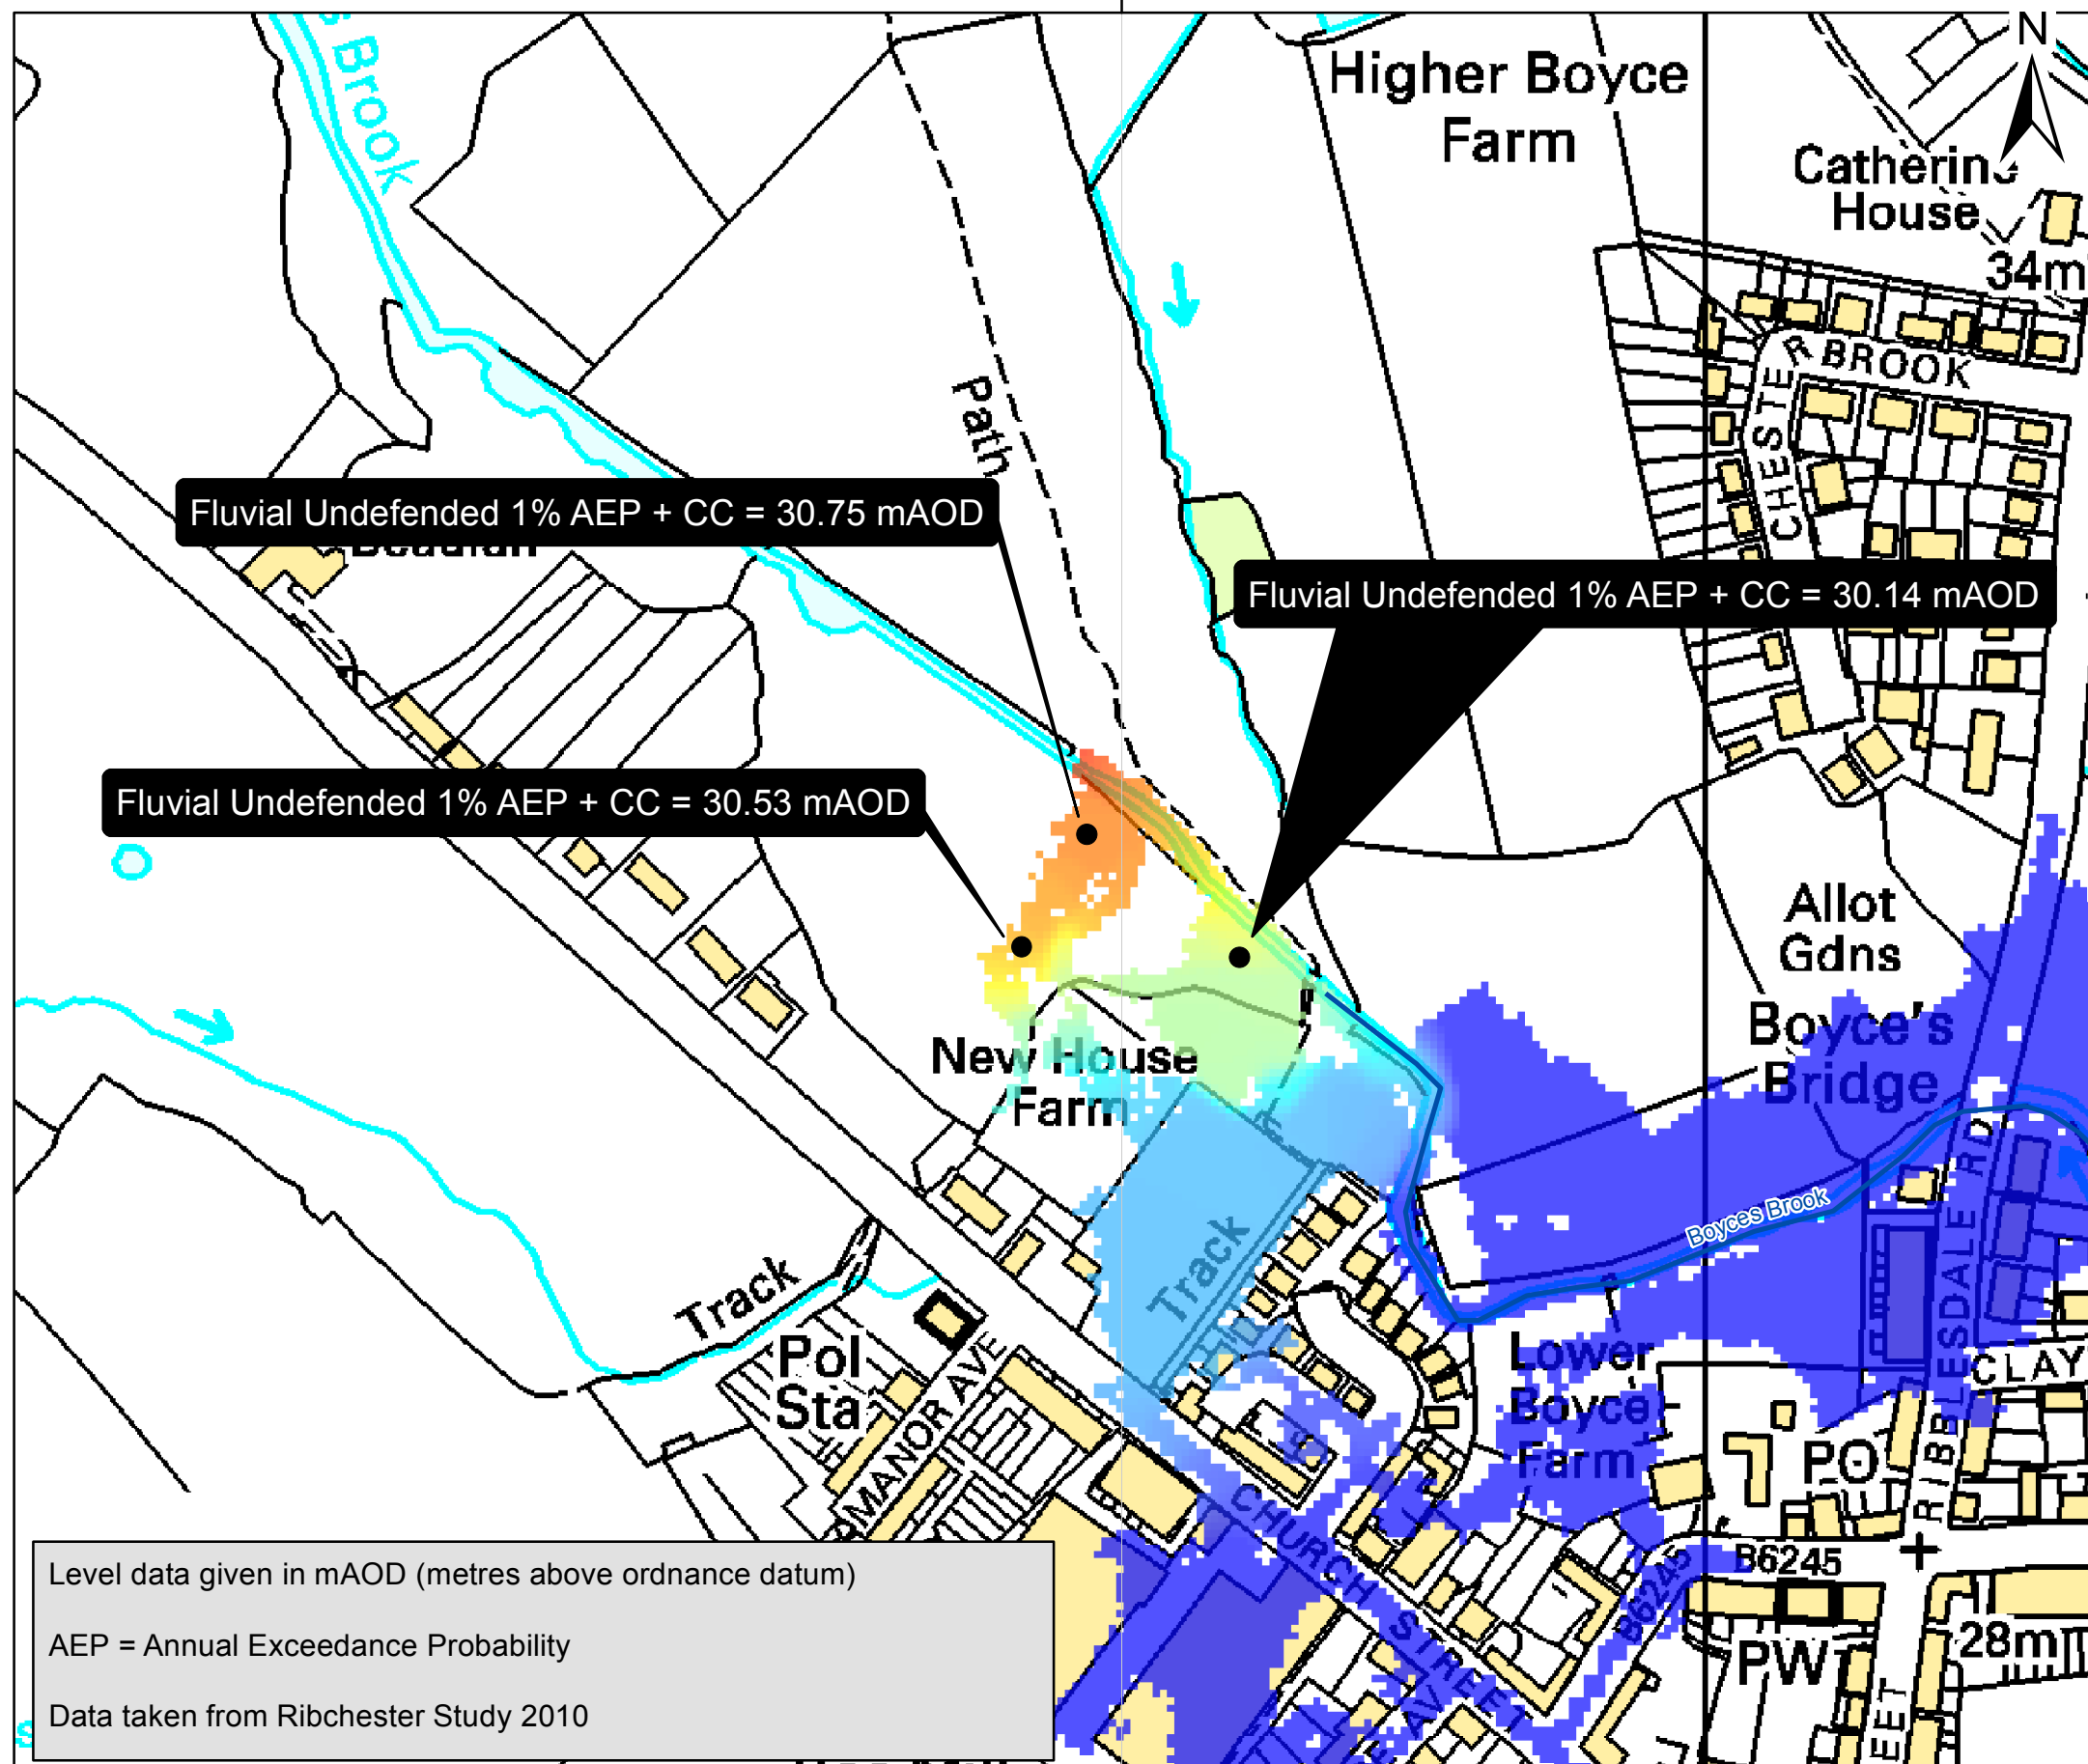 Brook
N
Higher Boyce
Farm
Catherine
House
34m
BROOK
CHESTER
Path
Fluvial Undefended 1% AEP + CC = 30.75 mAOD
Fluvial Undefended 1% AEP + CC = 30.14 mAOD
Fluvial Undefended 1% AEP + CC = 30.53 mAOD
Allot
Gdns
Boyce's
Bridge
New House
Farm
Boyces Brook
Track
Track
RIBBLESDALE RD
Pol
Sta
MANOR AVE
Lower
Boyce
Farm
CLAY
PO
CHURCH STREET
B6245
B6245
PW
28m
AV
EET
Level data given in mAOD (metres above ordnance datum)
AEP = Annual Exceedance Probability
Data taken from Ribchester Study 2010